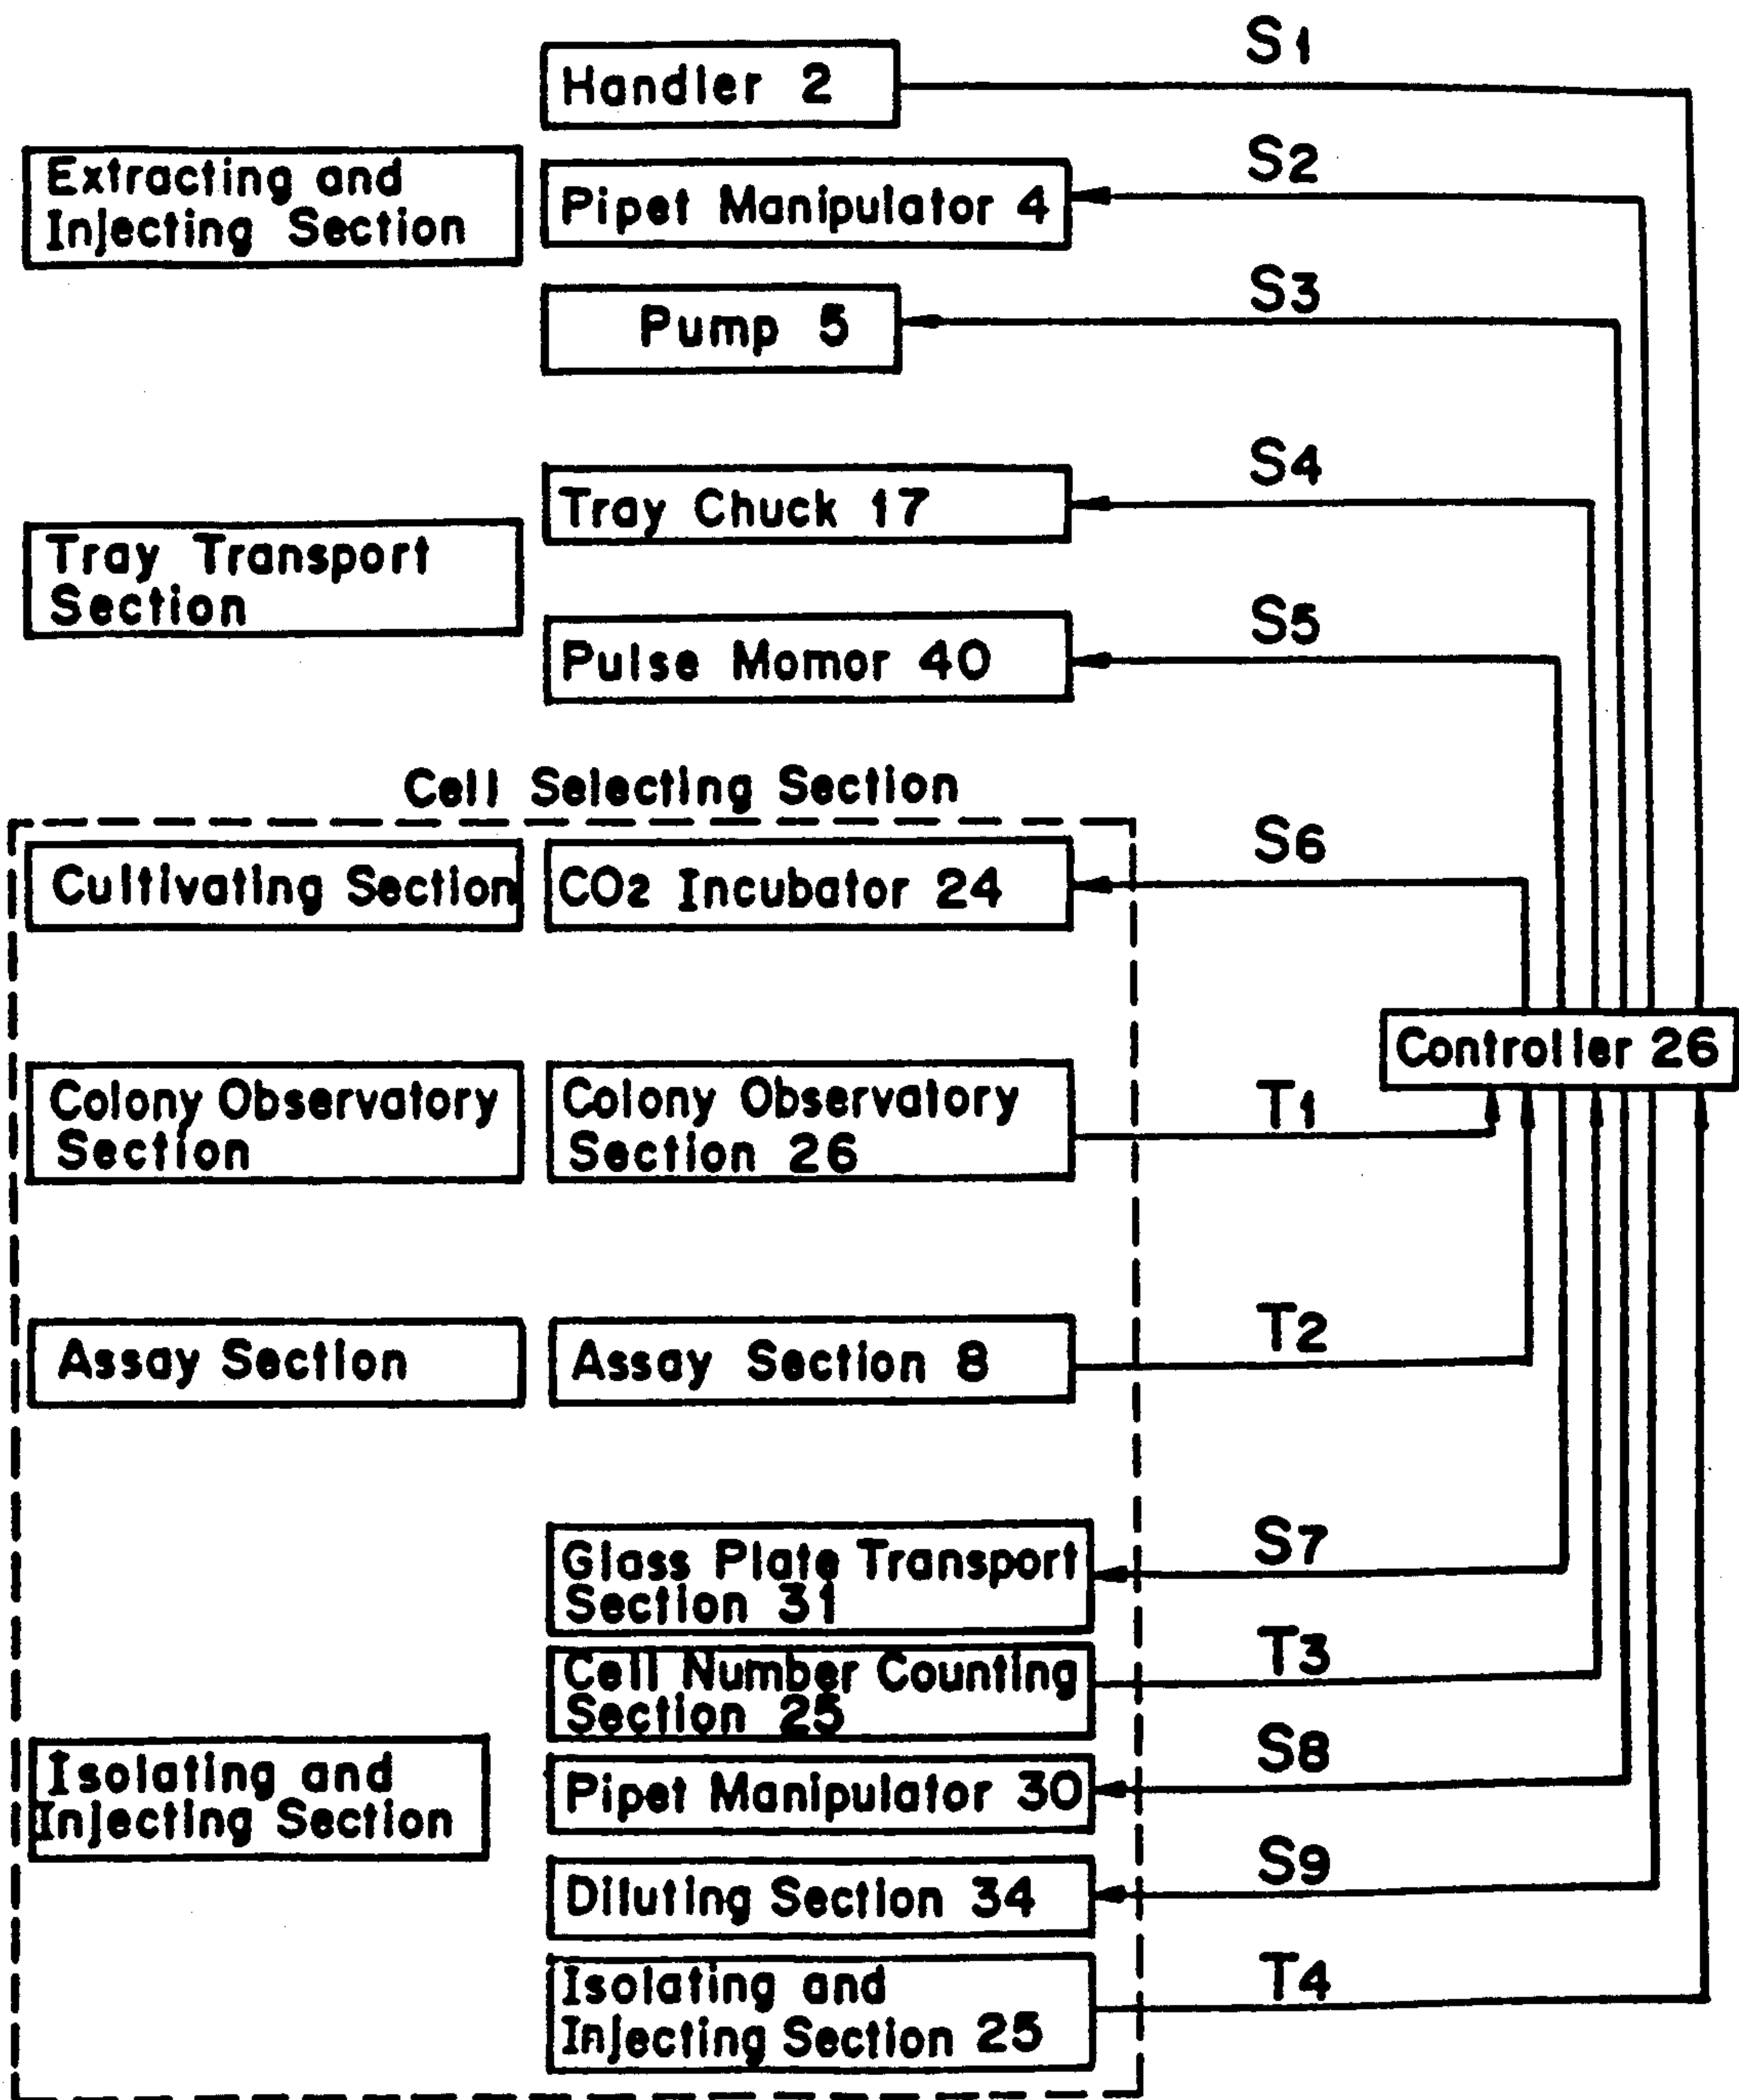 S1
Handler 2
Extracting and
Injecting Section
S2
Pipet Manipulator 4
S3
Pump 5
S4
Tray Chuck 17
Tray Transport
Section
S5
Pulse Momor 40
Cell Selecting Section
S6
Cultivating Section
CO2 Incubator 24
Controller 26
Colony Observatory
Section
Colony Observatory
Section 26
T1
T2
Assay Section
Assay Section 8
S7
Glass Plate Transport
Section 31
T3
Cell Number Counting
Section 25
S8
Isolating and
Injecting Section
Pipet Manipulator 30
S9
Diluting Section 34
T4
Isolating and
Injecting Section 25